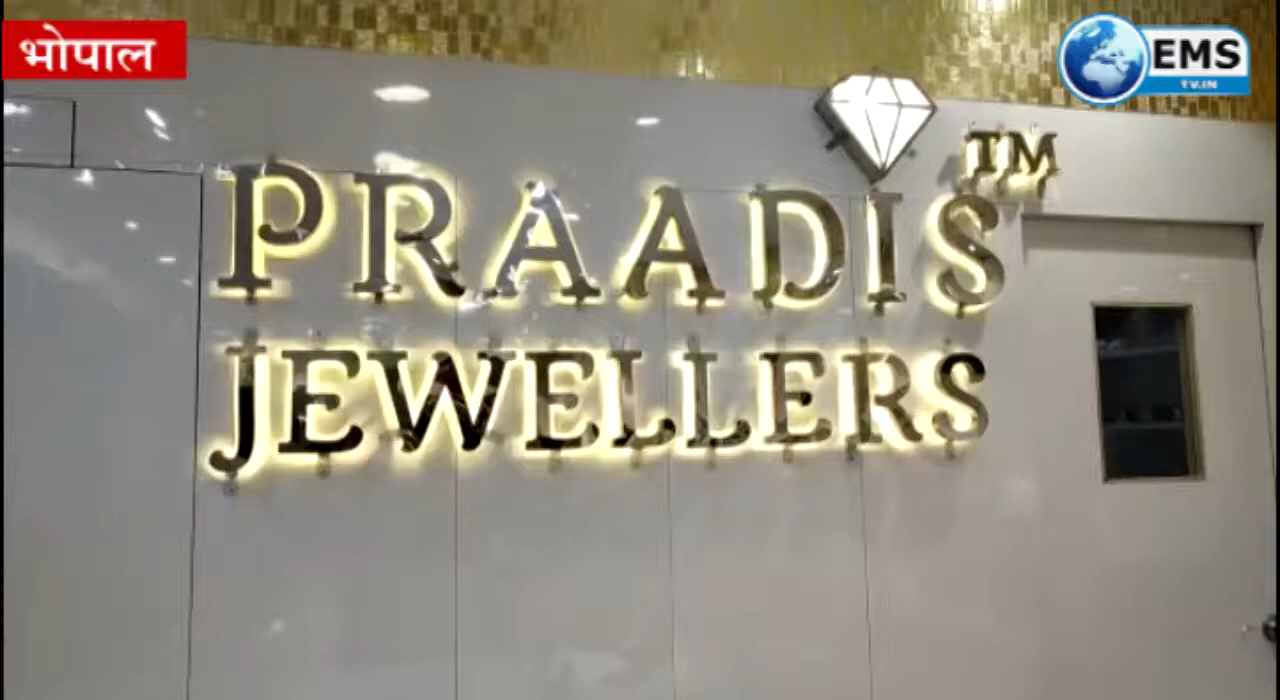 भोपाल
EMS
TV.IN
PRAADIS™
JEWELLERS